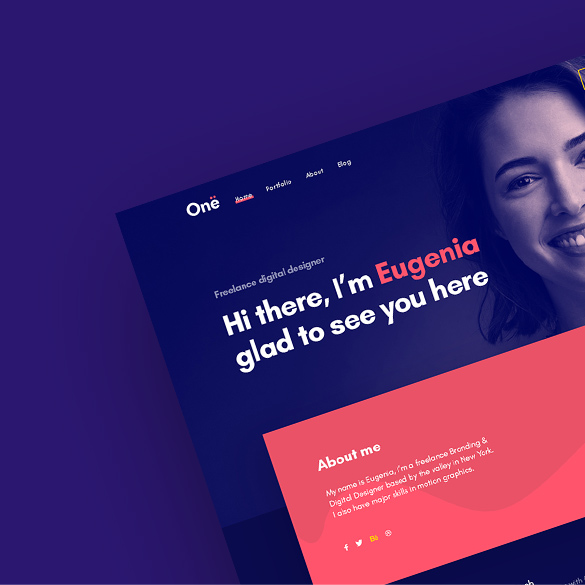 Onë
Home
Portfolio
About
Blog
Freelance digital designer
Hi there, I'm Eugenia
glad to see you here
About me
My name is Eugenia, I'm a freelance Branding &
Digital Designer based by the valley in New York.
I also have major skills in motion graphics.
Bē